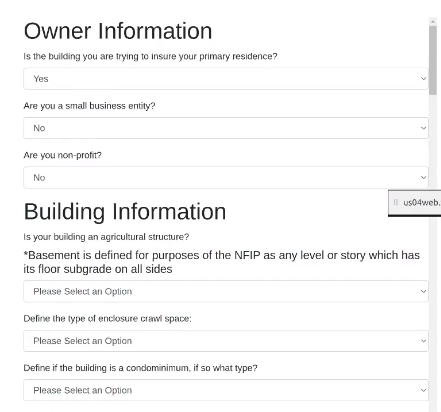 Owner Information
Is the building you are trying to insure your primary residence?
Yes
Are you a small business entity?
No
Are you non-profit?
No
us04web.
Building Information
Is your building an agricultural structure?
*Basement is defined for purposes of the NFIP as any level or story which has
its floor subgrade on all sides
Please Select an Option
Define the type of enclosure crawl space:
Please Select an Option
Define if the building is a condominimum, if so what type?
Please Select an Option